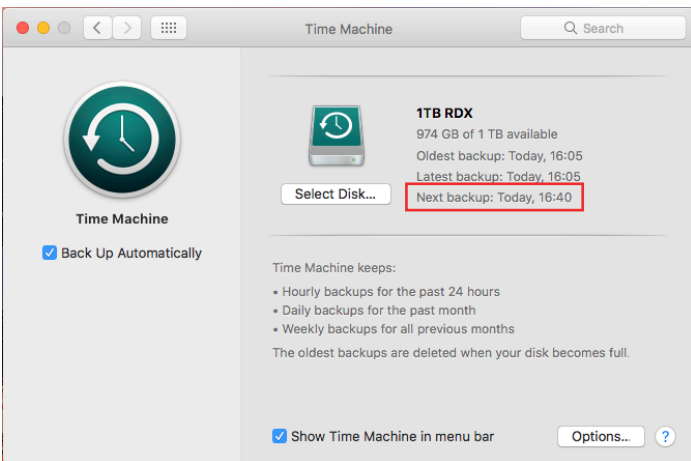 Time Machine
Search
1TB RDX
974 GB of 1 TB available
Oldest backup: Today, 16:05
Latest backup: Today, 16:05
Next backup: Today, 16:40
Select Disk...
Time Machine
Back Up Automatically
Time Machine keeps:
• Hourly backups for the past 24 hours
• Daily backups for the past month
• Weekly backups for all previous months
The oldest backups are deleted when your disk becomes full.
Show Time Machine in menu bar
Options...
?